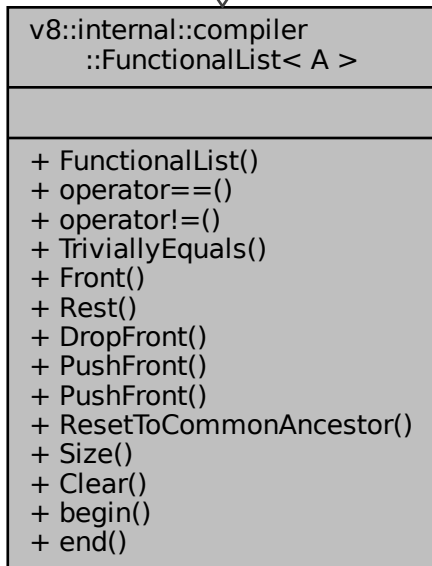 v8::internal::compiler
::FunctionalList< A >
+ FunctionalList()
+ operator==()
+ operator!=()
+ TriviallyEquals()
+ Front()
+ Rest()
+ DropFront()
+ PushFront()
+ PushFront()
+ ResetToCommonAncestor()
+ Size()
+ Clear()
+ begin()
+ end()